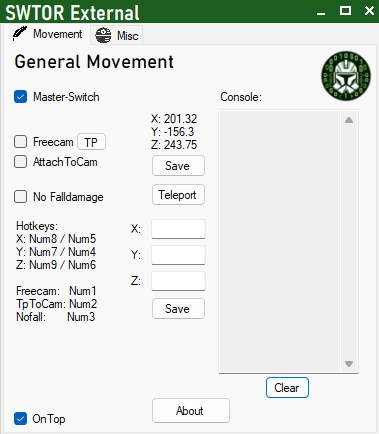 SWTOR External
Movement
Misc
General Movement
Master-Switch
Console:
X: 201.32
Y: -156.3
Z: 243.75
Freecam
TP
AttachToCam
Save
No Falldamage
Teleport
Hotkeys:
X: Num8 / Num5
Y: Num7 / Num4
Z: Num9 / Num6
X:
Y:
Z:
Freecam: Num1
TpToCam: Num2
Nofall: Num3
Save
Clear
About
OnTop